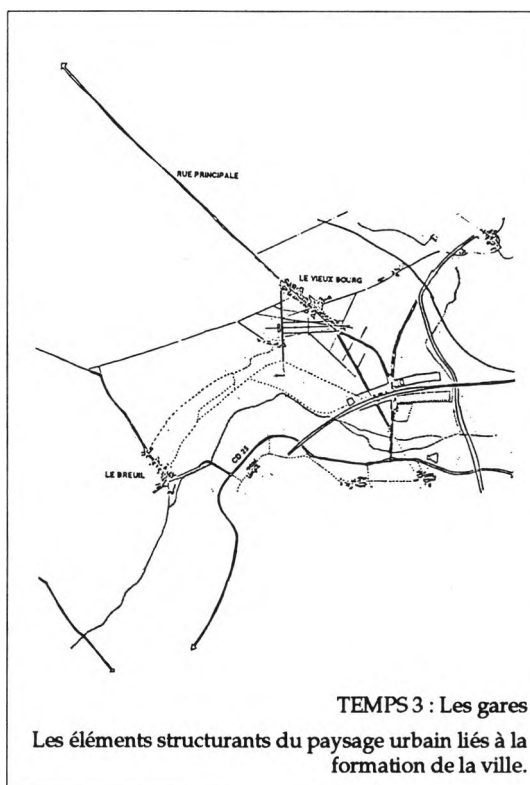 RUE PRINCIPALE
LE VIEUX BOURG
LE BREUIL
CD 25
TEMPS 3 : Les gares
Les éléments structurants du paysage urbain liés à la
formation de la ville.